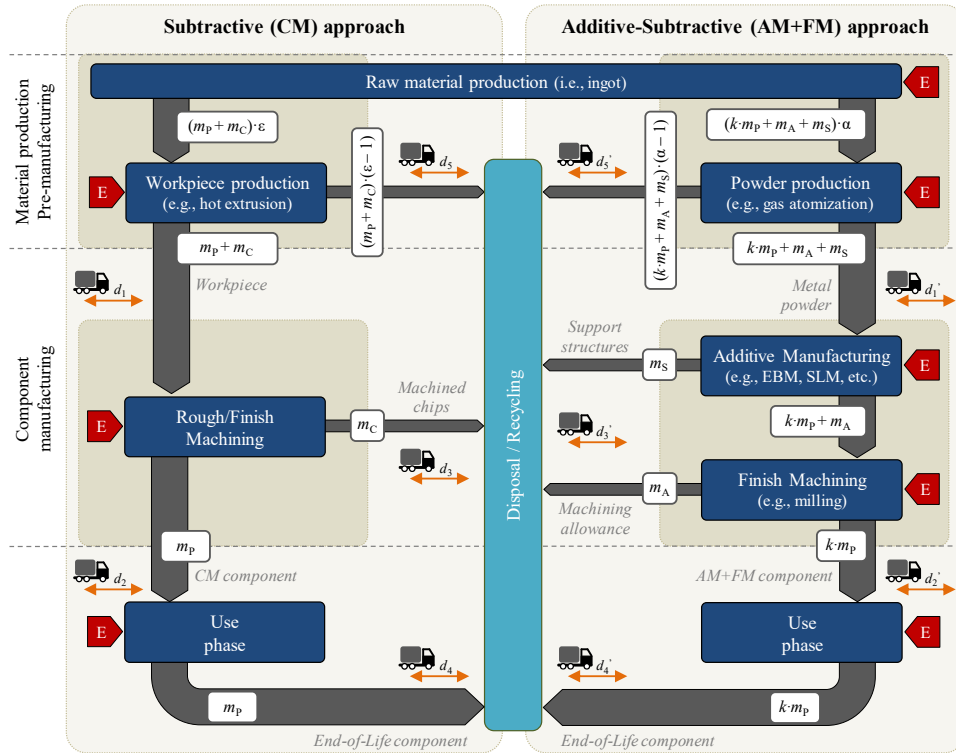 Subtractive (CM) approach
Additive-Subtractive (AM+FM) approach
Material production
Pre-manufacturing
Raw material production (i.e., ingot)
E
(mP + mC)·ε
(k·mP + mA + mS)·α
E
Workpiece production
(e.g., hot extrusion)
(mP + mC)·(ε – 1)
d5
d5'
(k·mP + mA + mS)·(α – 1)
Powder production
(e.g., gas atomization)
E
mP + mC
k·mP + mA + mS
d1
Workpiece
Metal
powder
d1'
Component
manufacturing
Disposal / Recycling
Support
structures
mS
Additive Manufacturing
(e.g., EBM, SLM, etc.)
E
E
Rough/Finish
Machining
mC
Machined
chips
d3
d3'
k·mP + mA
Machining
allowance
mA
Finish Machining
(e.g., milling)
E
mP
k·mP
d2
CM component
AM+FM component
d2'
E
Use
phase
Use
phase
E
d4
d4'
mP
k·mP
End-of-Life component
End-of-Life component